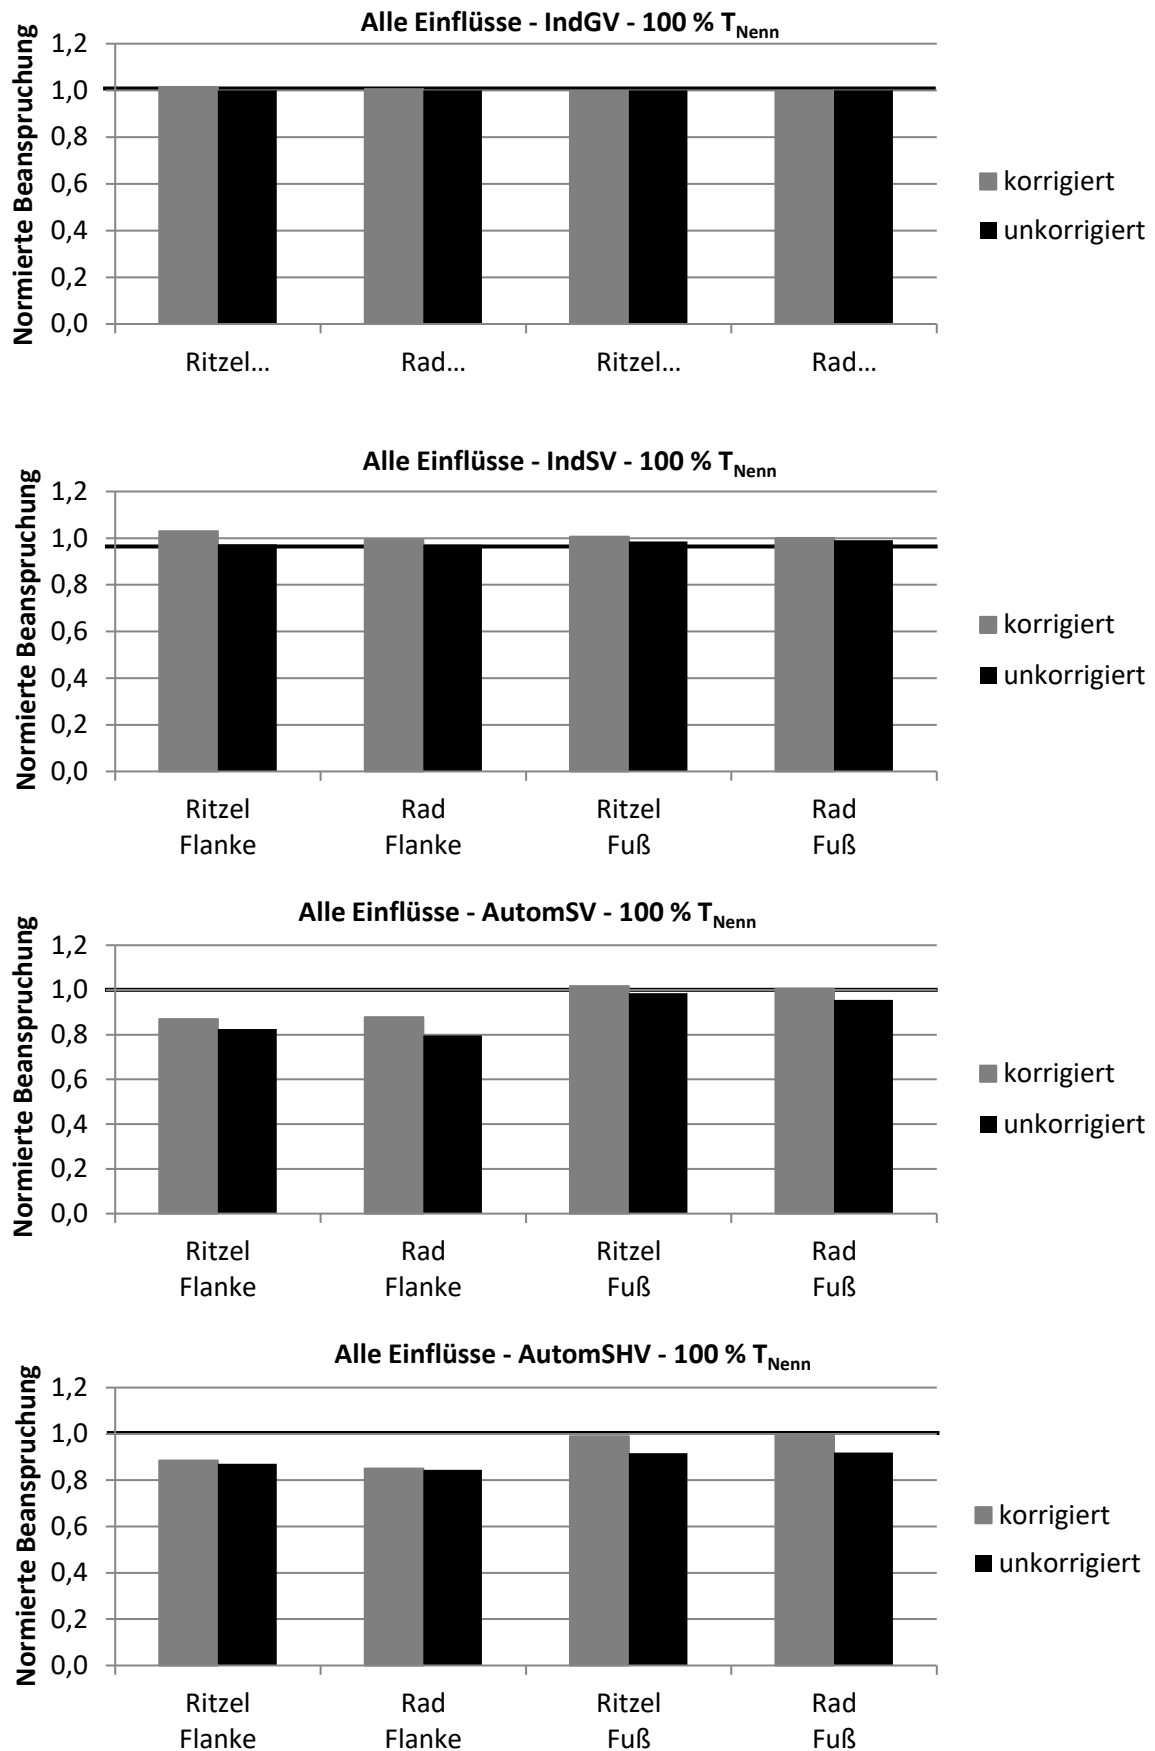 Alle Einflüsse - IndGV - 100 % TNenn
Normierte Beanspruchung
1,2
1,0
0,8
0,6
0,4
0,2
0,0
Ritzel... Rad... Ritzel... Rad...
korrigiert
unkorrigiert
Alle Einflüsse - IndSV - 100 % TNenn
Normierte Beanspruchung
1,2
1,0
0,8
0,6
0,4
0,2
0,0
Ritzel Rad Ritzel Rad
Flanke Flanke Fuß Fuß
korrigiert
unkorrigiert
Alle Einflüsse - AutomSV - 100 % TNenn
Normierte Beanspruchung
1,2
1,0
0,8
0,6
0,4
0,2
0,0
Ritzel Rad Ritzel Rad
Flanke Flanke Fuß Fuß
korrigiert
unkorrigiert
Alle Einflüsse - AutomSHV - 100 % TNenn
Normierte Beanspruchung
1,2
1,0
0,8
0,6
0,4
0,2
0,0
Ritzel Rad Ritzel Rad
Flanke Flanke Fuß Fuß
korrigiert
unkorrigiert